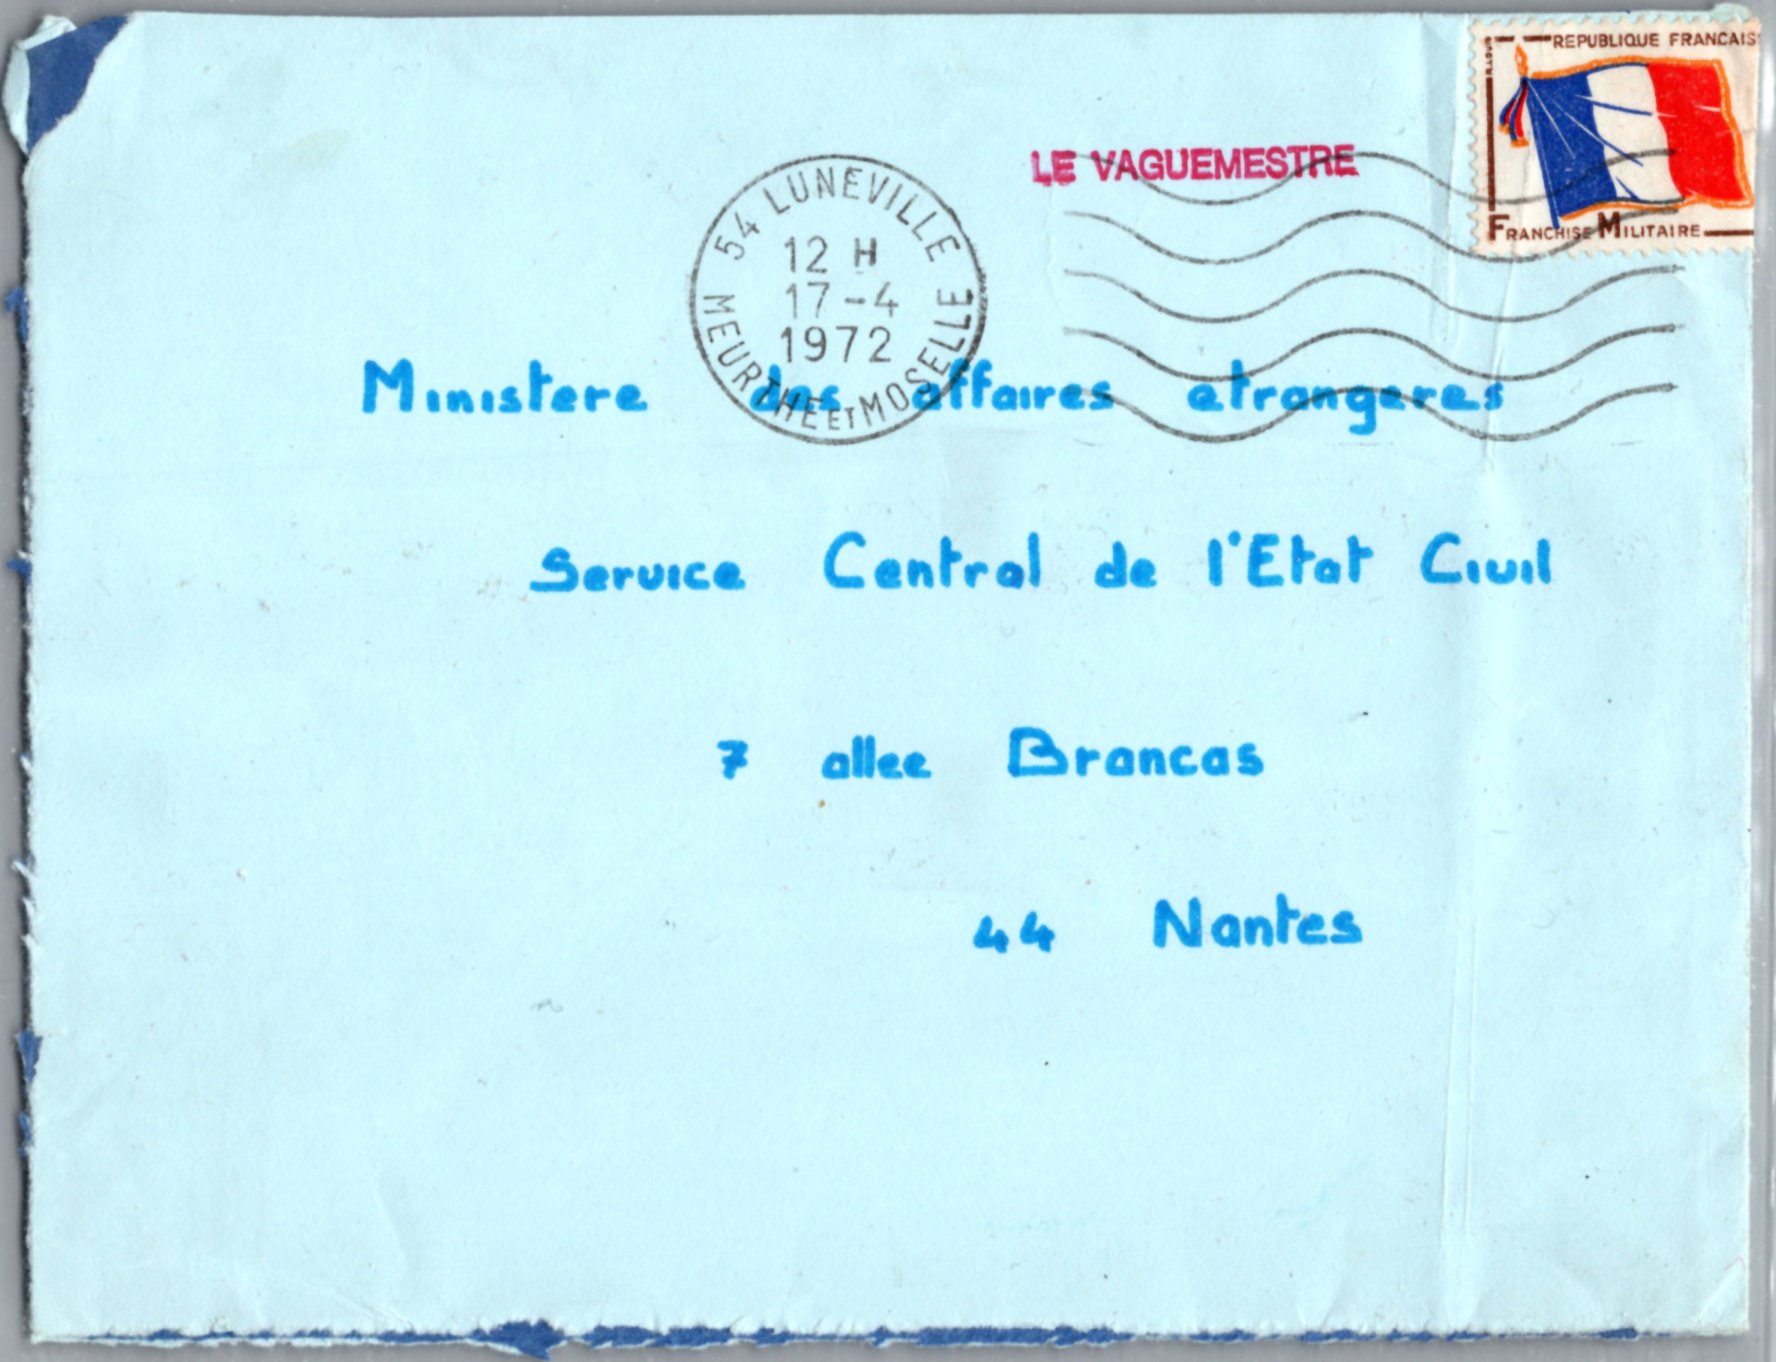 REPUBLIQUE FRANCAIS
FRANCHISE MILITAIRE
LE VAGUEMESTRE
54 LUNEVILLE
12 H
17-4
1972
MEURTHE ET MOSELLE
Ministere des affaires etrangeres
Service Central de l'Etat Civil
7 allee Brancas
44 Nantes